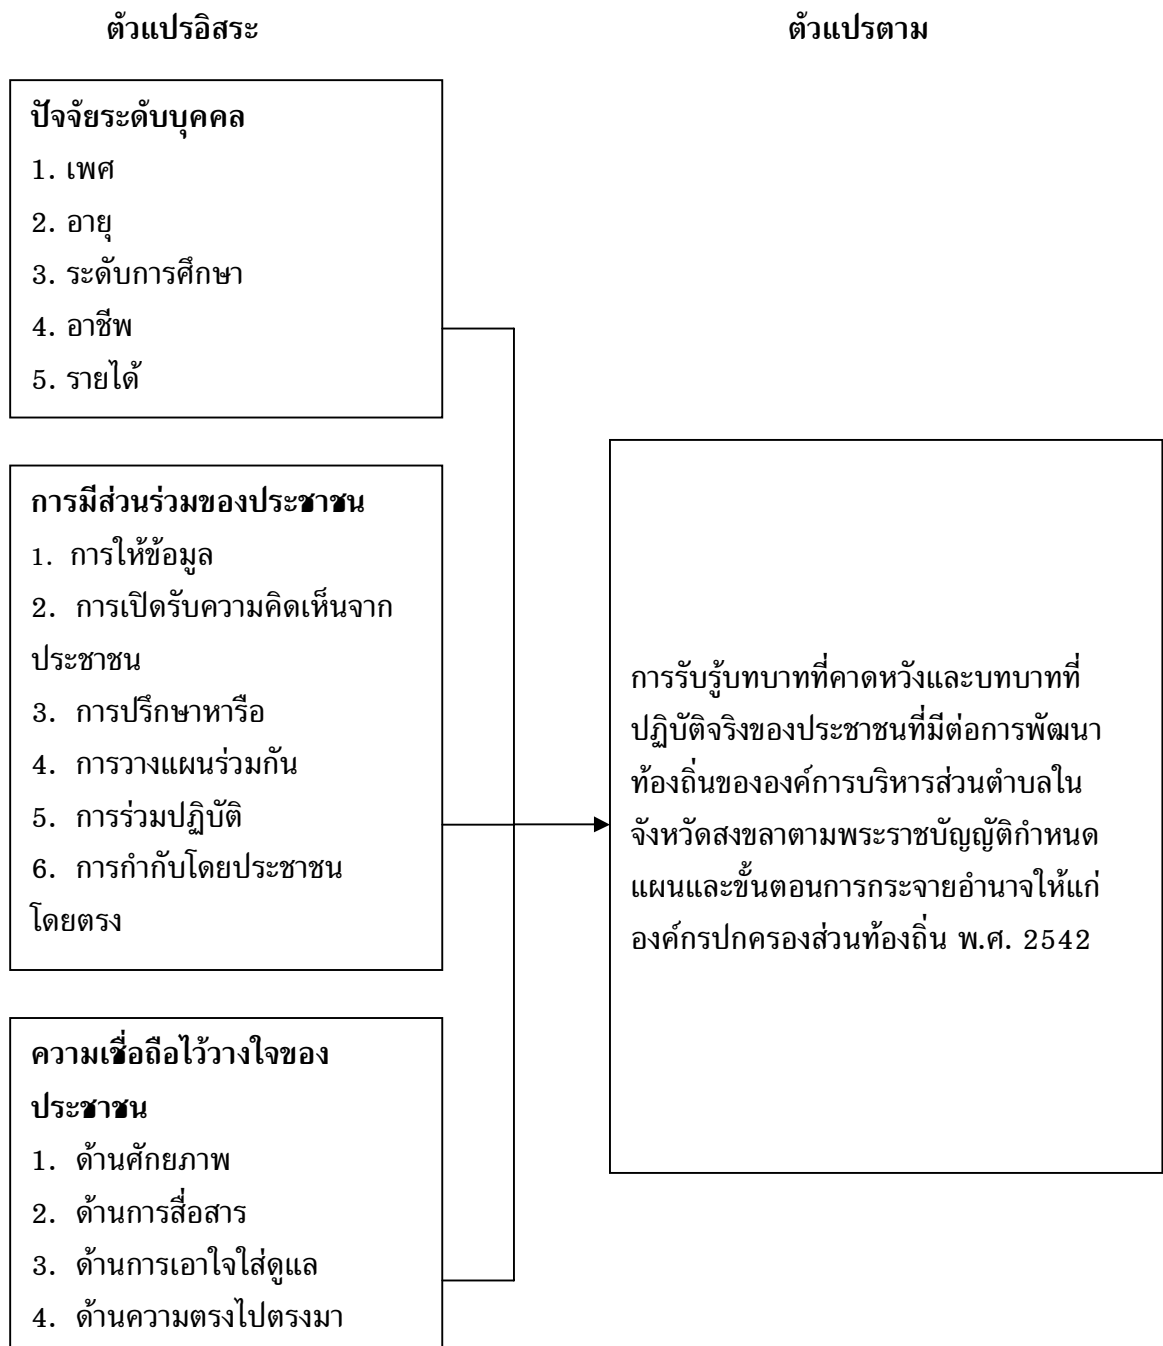 ตัวแปรอิสระ
ตัวแปรตาม
ปัจจัยระดับบุคคล
1. เพศ
2. อายุ
3. ระดับการศึกษา
4. อาชีพ
5. รายได้
การมีส่วนร่วมของประชาชน
1. การให้ข้อมูล
2. การเปิดรับความคิดเห็นจาก
ประชาชน
3. การปรึกษาหารือ
4. การวางแผนร่วมกัน
5. การร่วมปฏิบัติ
6. การกำกับโดยประชาชน
โดยตรง
ความเชื่อถือไว้วางใจของ
ประชาชน
1. ด้านศักยภาพ
2. ด้านการสื่อสาร
3. ด้านการเอาใจใส่ดูแล
4. ด้านความตรงไปตรงมา
การรับรู้บทบาทที่คาดหวังและบทบาทที่
ปฏิบัติจริงของประชาชนที่มีต่อการพัฒนา
ท้องถิ่นขององค์การบริหารส่วนตำบลใน
จังหวัดสงขลาตามพระราชบัญญัติกำหนด
แผนและขั้นตอนการกระจายอำนาจให้แก่
องค์กรปกครองส่วนท้องถิ่น พ.ศ. 2542